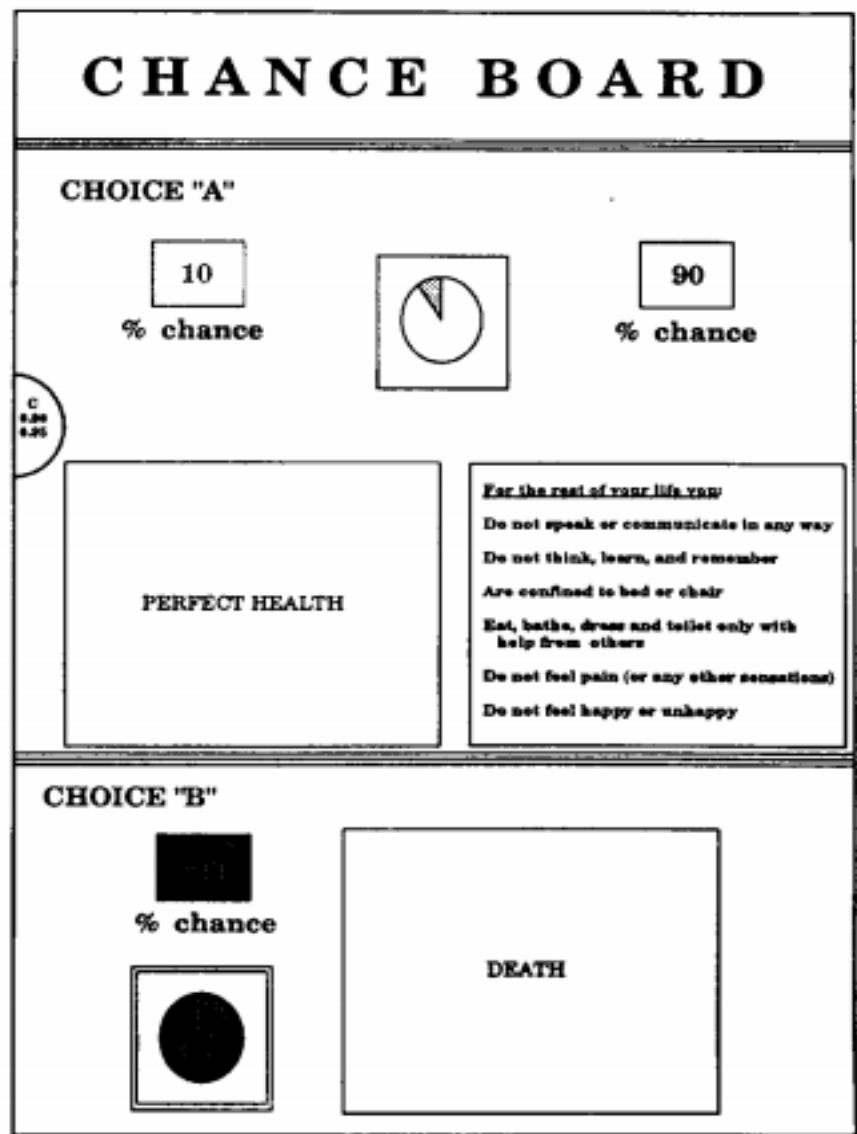 CHANCE BOARD
CHOICE "A"
10
% chance
90
% chance
C
For the rest of your life you:
Do not speak or communicate in any way
Do not think, learn, and remember
Are confined to bed or chair
Eat, bathe, dress and toilet only with
help from others
Do not feel pain (or any other sensations)
Do not feel happy or unhappy
PERFECT HEALTH
CHOICE "B"
% chance
DEATH